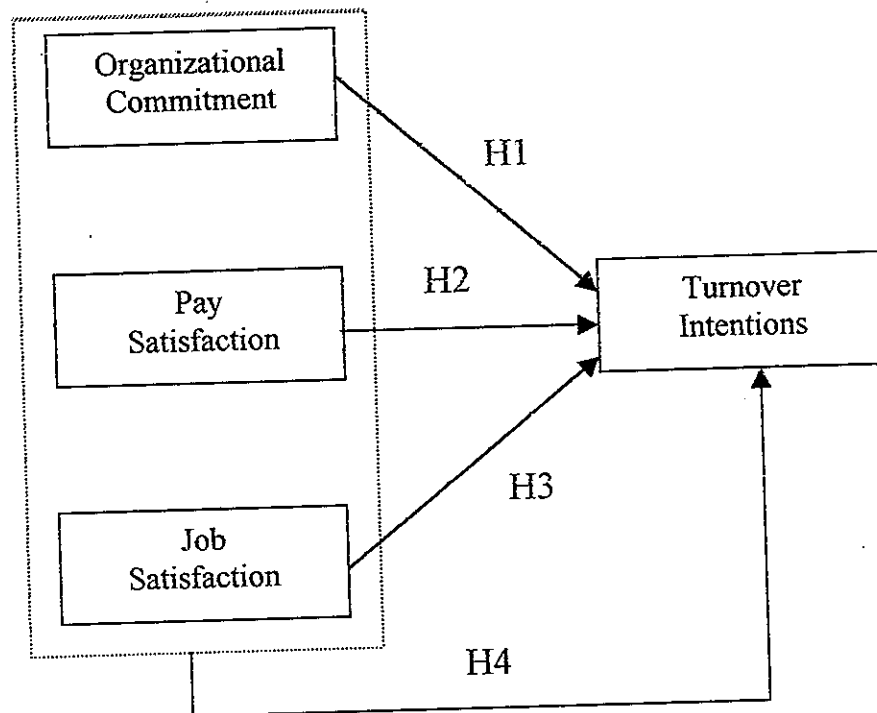 Organizational
Commitment
H1
Pay
Satisfaction
H2
Turnover
Intentions
Job
Satisfaction
H3
H4